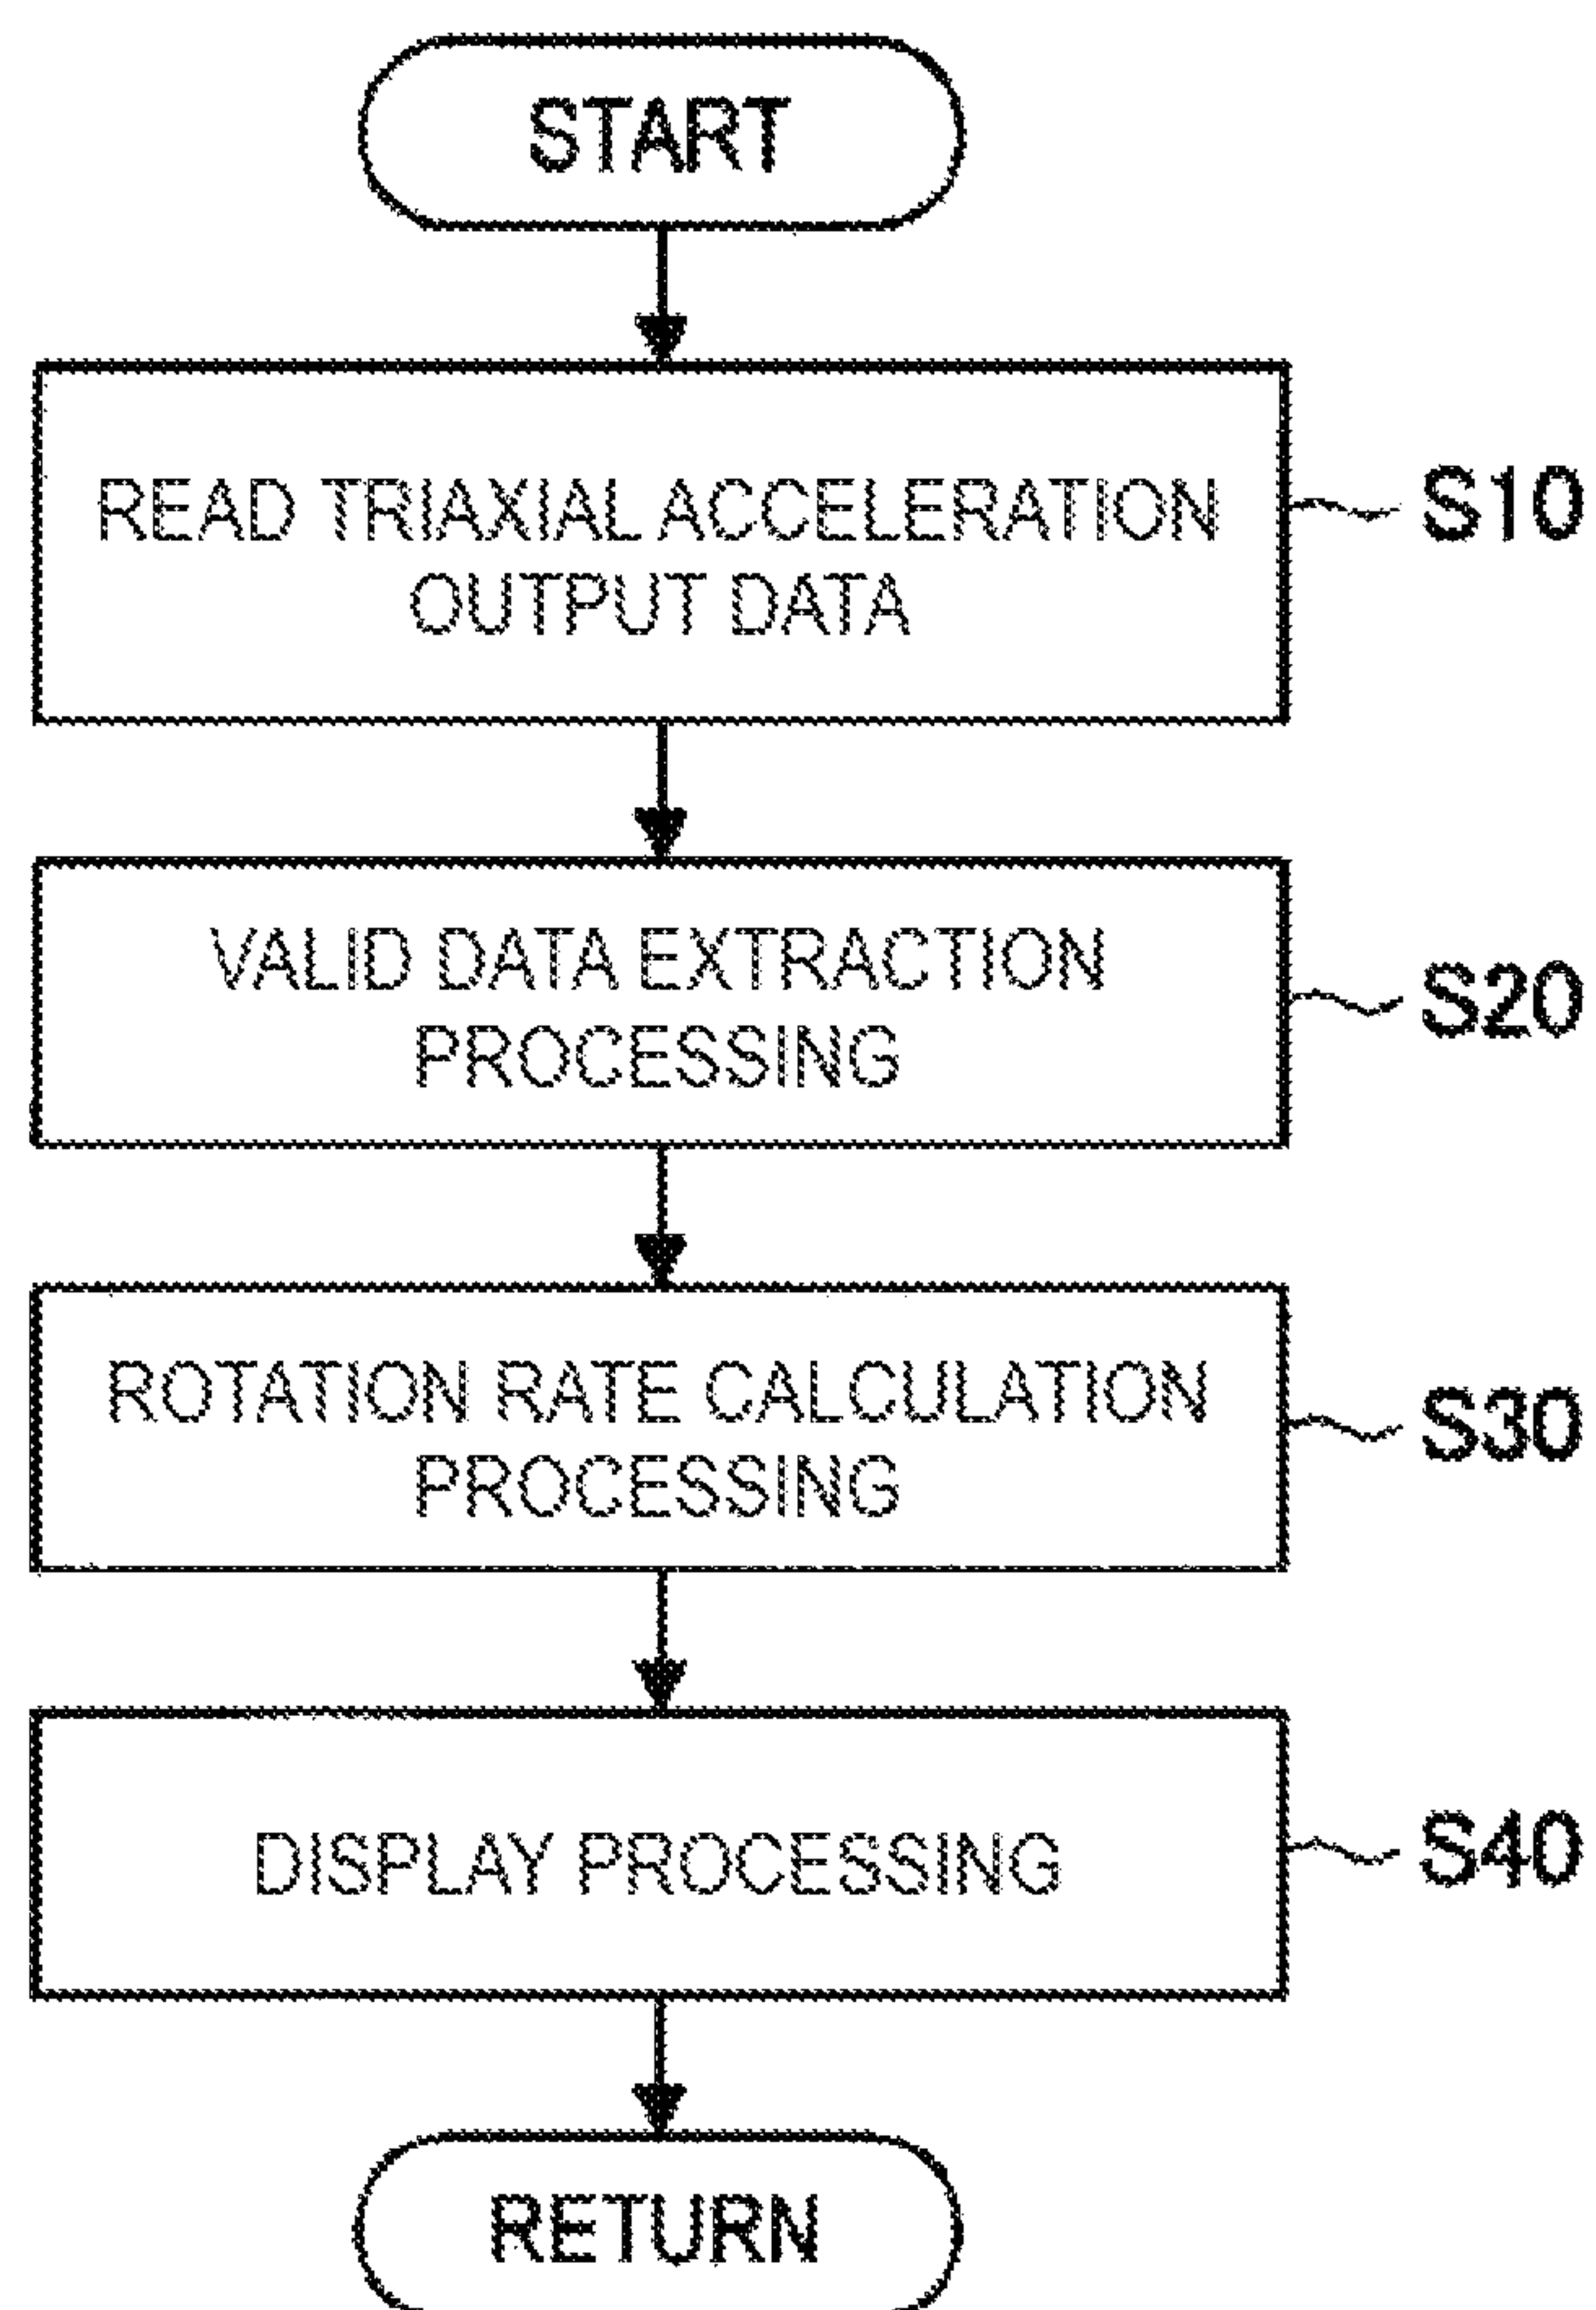 START
READ TRIAXIAL ACCELERATION
OUTPUT DATA
S10
VALID DATA EXTRACTION
PROCESSING
S20
ROTATION RATE CALCULATION
PROCESSING
S30
DISPLAY PROCESSING
S40
RETURN